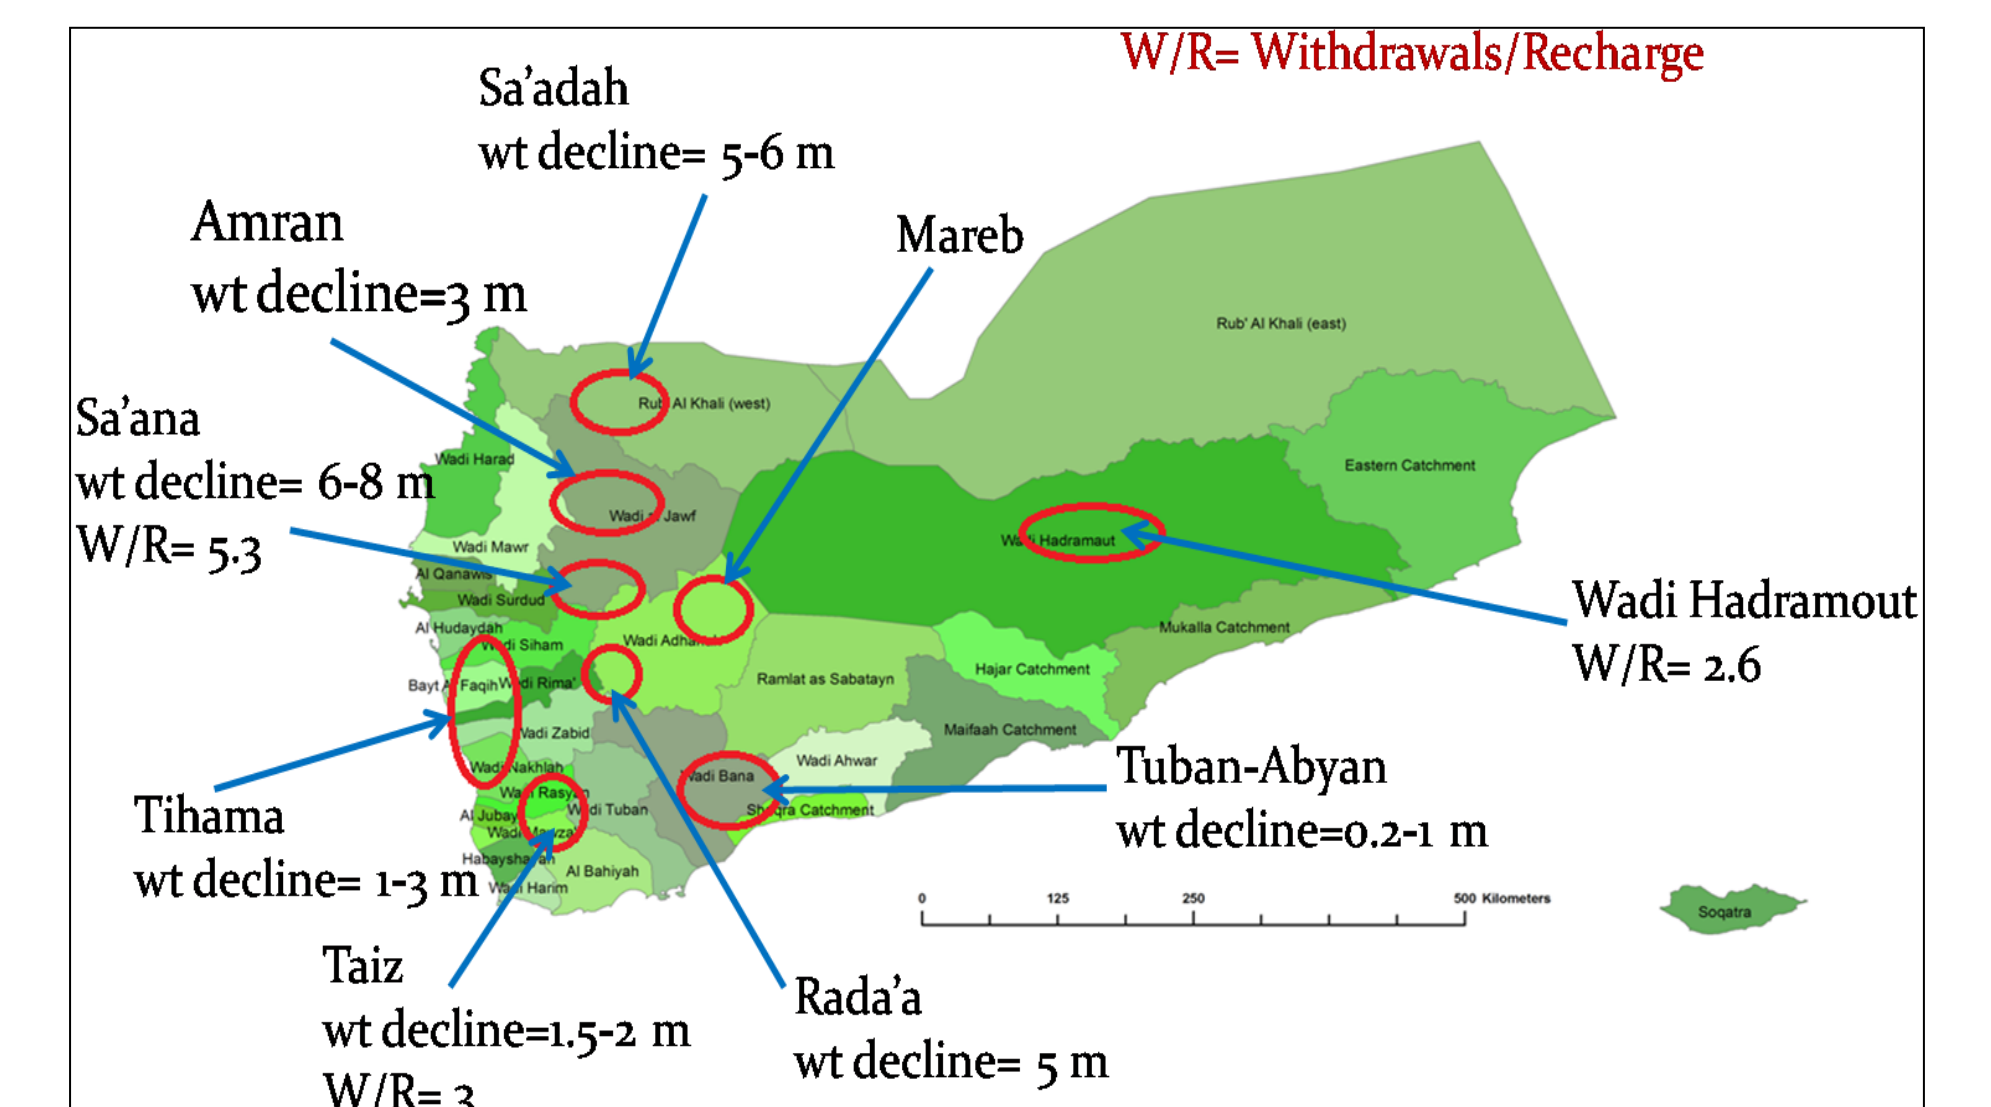 W/R= Withdrawals/Recharge
Sa’adah
wt decline= 5-6 m
Amran
wt decline=3 m
Mareb
Sa’ana
wt decline= 6-8 m
W/R= 5.3
Rub' Al Khali (east)
Rub' Al Khali (west)
Wadi Harad
Eastern Catchment
Wadi al Jawf
Wadi Hadramaut
Wadi Mawr
Al Qanawis
Wadi Surdud
Al Hudaydah
Wadi Siham
Wadi Adhanah
Mukalla Catchment
Wadi Hadramout
W/R= 2.6
Hajar Catchment
Ramlat as Sabatayn
Bayt Al Faqih
Wadi Rima'
Wadi Zabid
Maifaah Catchment
Wadi Ahwar
Wadi Nakhlah
Wadi Bana
Wadi Rasyan
Wadi Tuban
Shuqra Catchment
Al Jubay
Wadi Mawza'
Habaysharah
Al Bahiyah
Wadi Harim
Tuban-Abyan
wt decline=0.2-1 m
Tihama
wt decline= 1-3 m
0 125 250 500 Kilometers
Soqatra
Taiz
wt decline=1.5-2 m
W/R= 3
Rada’a
wt decline= 5 m